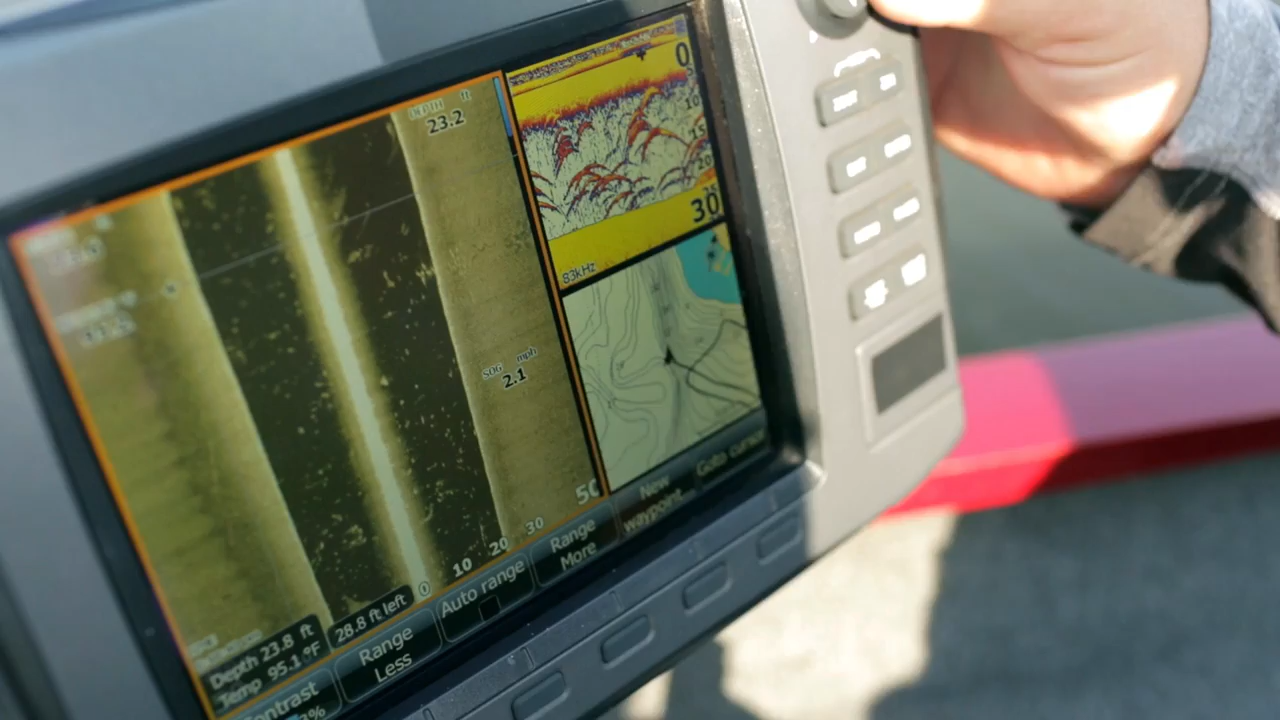 DEPTH ft
23.2
SOG mph
2.1
50
30
20
10
0
Depth 23.8 ft
Temp 95.1 °F
28.8 ft left
Range
Less
Auto range
Range
More
New
waypoint...
Goto cursor
0
10
15
20
30
83kHz